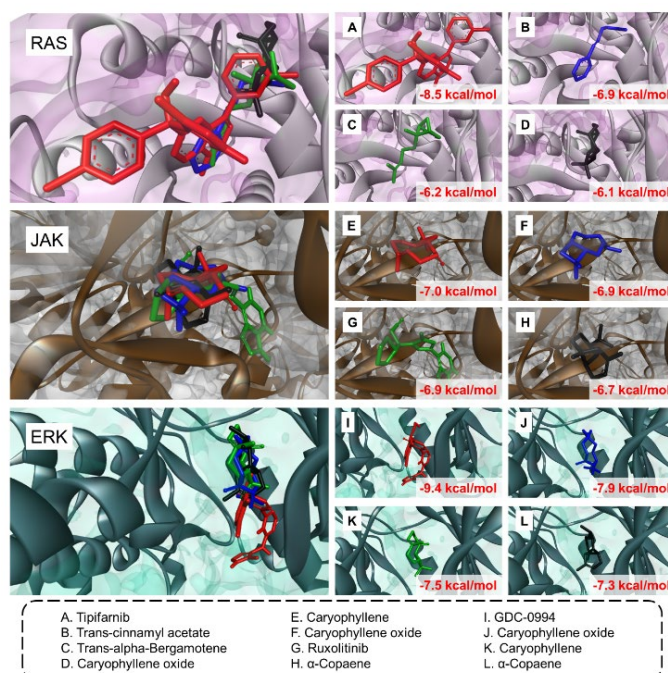 RAS
A
-8.5 kcal/mol
B
-6.9 kcal/mol
C
-6.2 kcal/mol
D
-6.1 kcal/mol
JAK
E
-7.0 kcal/mol
F
-6.9 kcal/mol
G
-6.9 kcal/mol
H
-6.7 kcal/mol
ERK
I
-9.4 kcal/mol
J
-7.9 kcal/mol
K
-7.5 kcal/mol
L
-7.3 kcal/mol
A. Tipifarnib
B. Trans-cinnamyl acetate
C. Trans-alpha-Bergamotene
D. Caryophyllene oxide
E. Caryophyllene
F. Caryophyllene oxide
G. Ruxolitinib
H. α-Copaene
I. GDC-0994
J. Caryophyllene oxide
K. Caryophyllene
L. α-Copaene